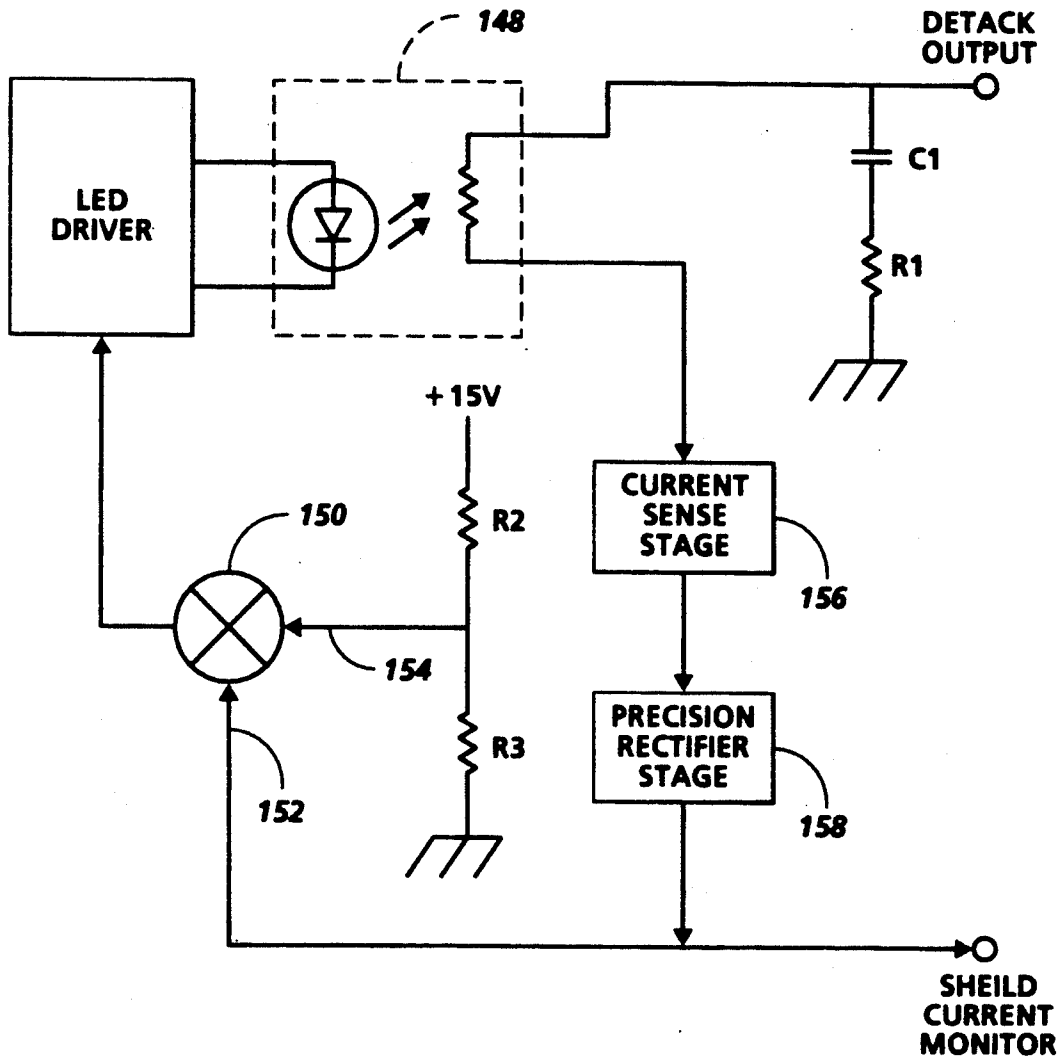 148
DETACK
OUTPUT
LED
DRIVER
C1
R1
+15V
CURRENT
SENSE
STAGE
150
R2
156
154
PRECISION
RECTIFIER
STAGE
R3
152
158
SHEILD
CURRENT
MONITOR